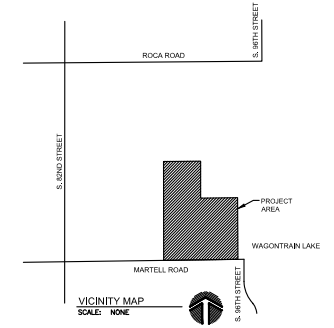 S. 96TH STREET
ROCA ROAD
S. 82ND STREET
PROJECT
AREA
WAGONTRAIN LAKE
MARTELL ROAD
S. 96TH STREET
VICINITY MAP
SCALE: NONE